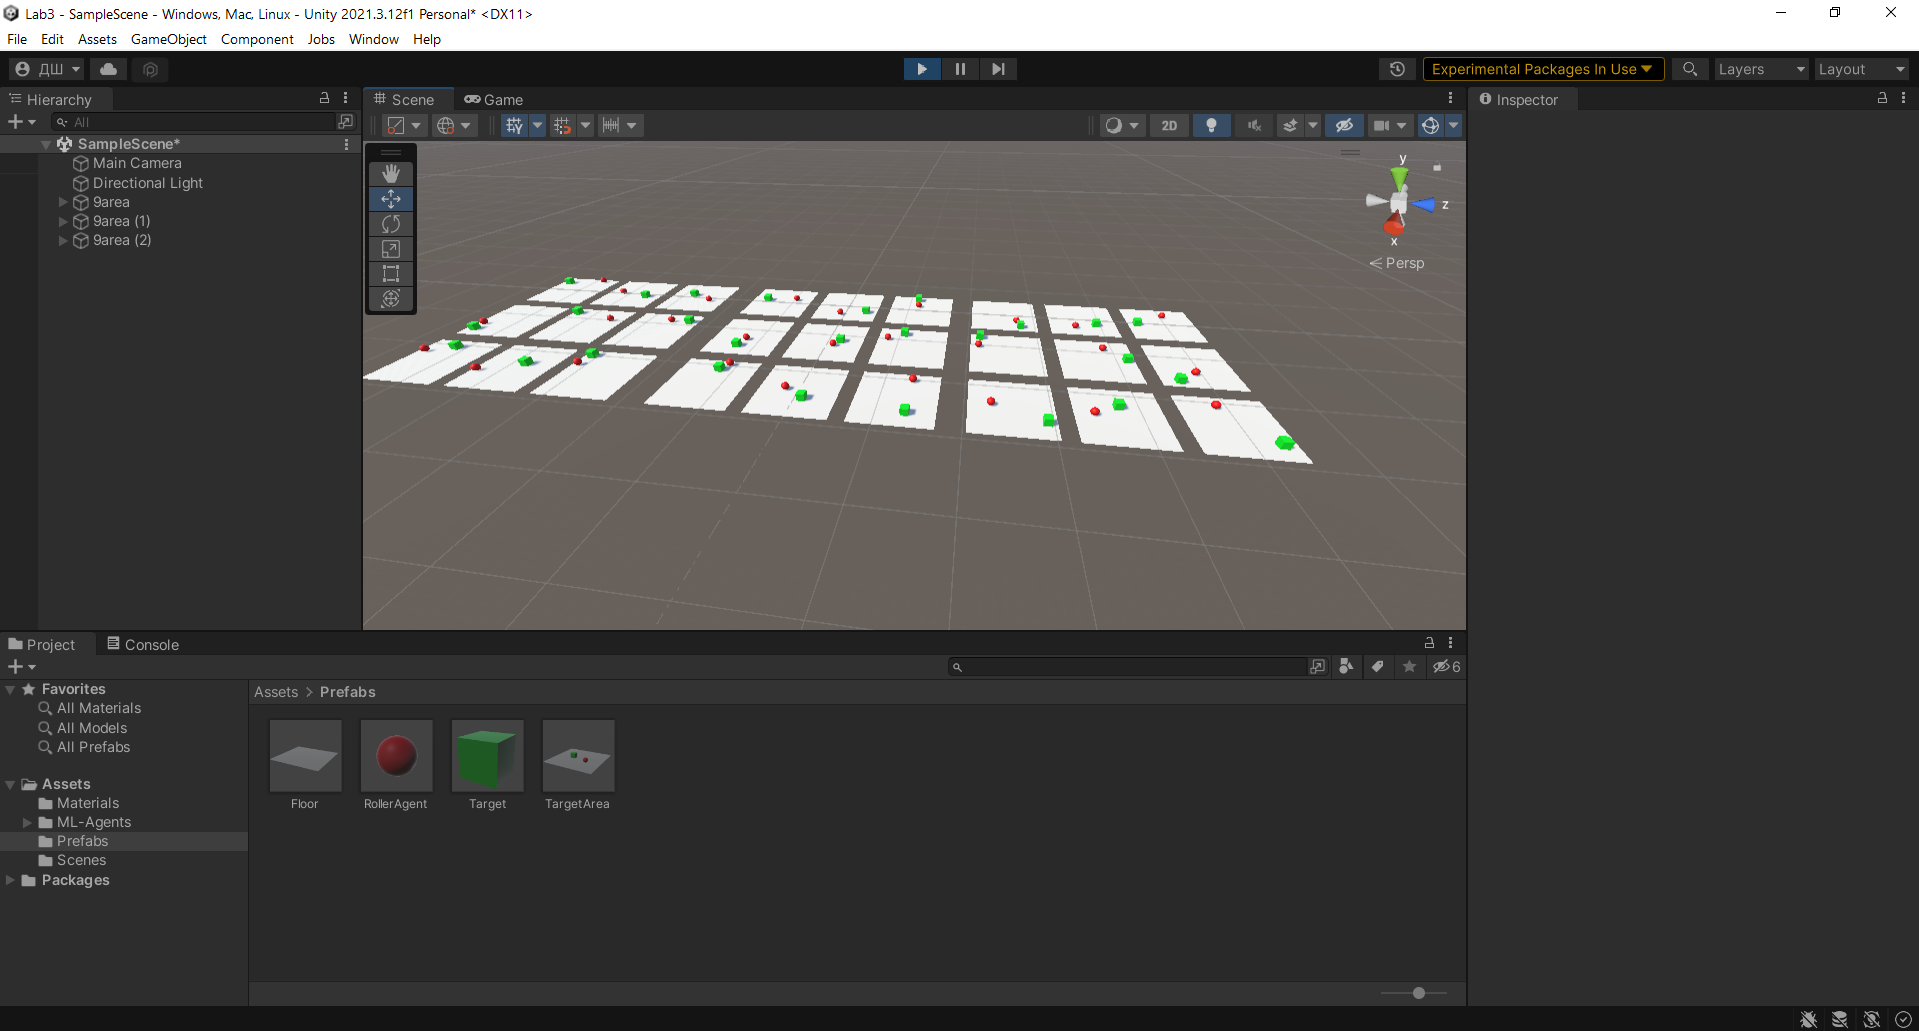 Lab3 - SampleScene - Windows, Mac, Linux - Unity 2021.3.12f1 Personal* <DX11>
File Edit Assets GameObject Component Jobs Window Help
ДШ
Experimental Packages In Use
Layers
Layout
Hierarchy
All
SampleScene*
Main Camera
Directional Light
9area
9area (1)
9area (2)
Scene
Game
2D
y
z
x
Persp
Inspector
Project
Console
6
Favorites
All Materials
All Models
All Prefabs
Assets
Materials
ML-Agents
Prefabs
Scenes
Packages
Assets > Prefabs
Floor
RollerAgent
Target
TargetArea